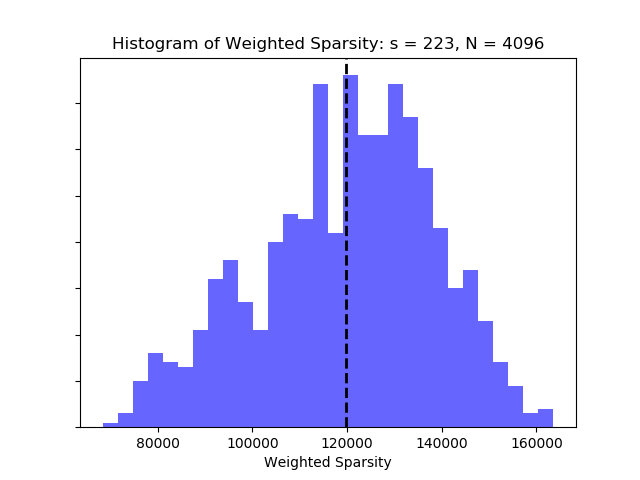 Histogram of Weighted Sparsity: s = 223, N = 4096
80000 100000 120000 140000 160000
Weighted Sparsity